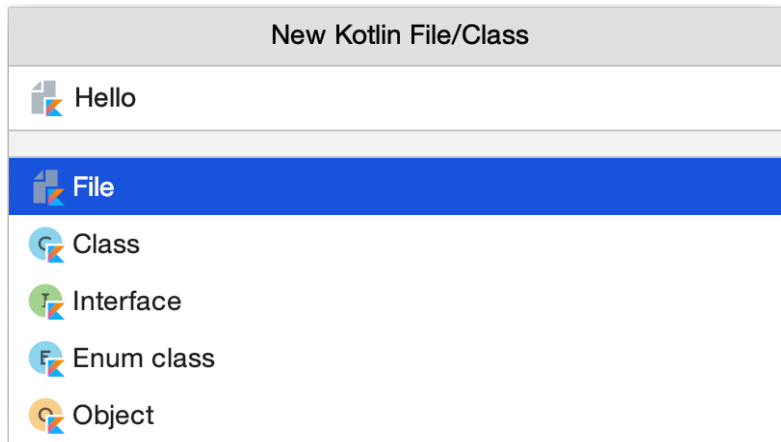 New Kotlin File/Class
Hello
File
Class
Interface
Enum class
Object